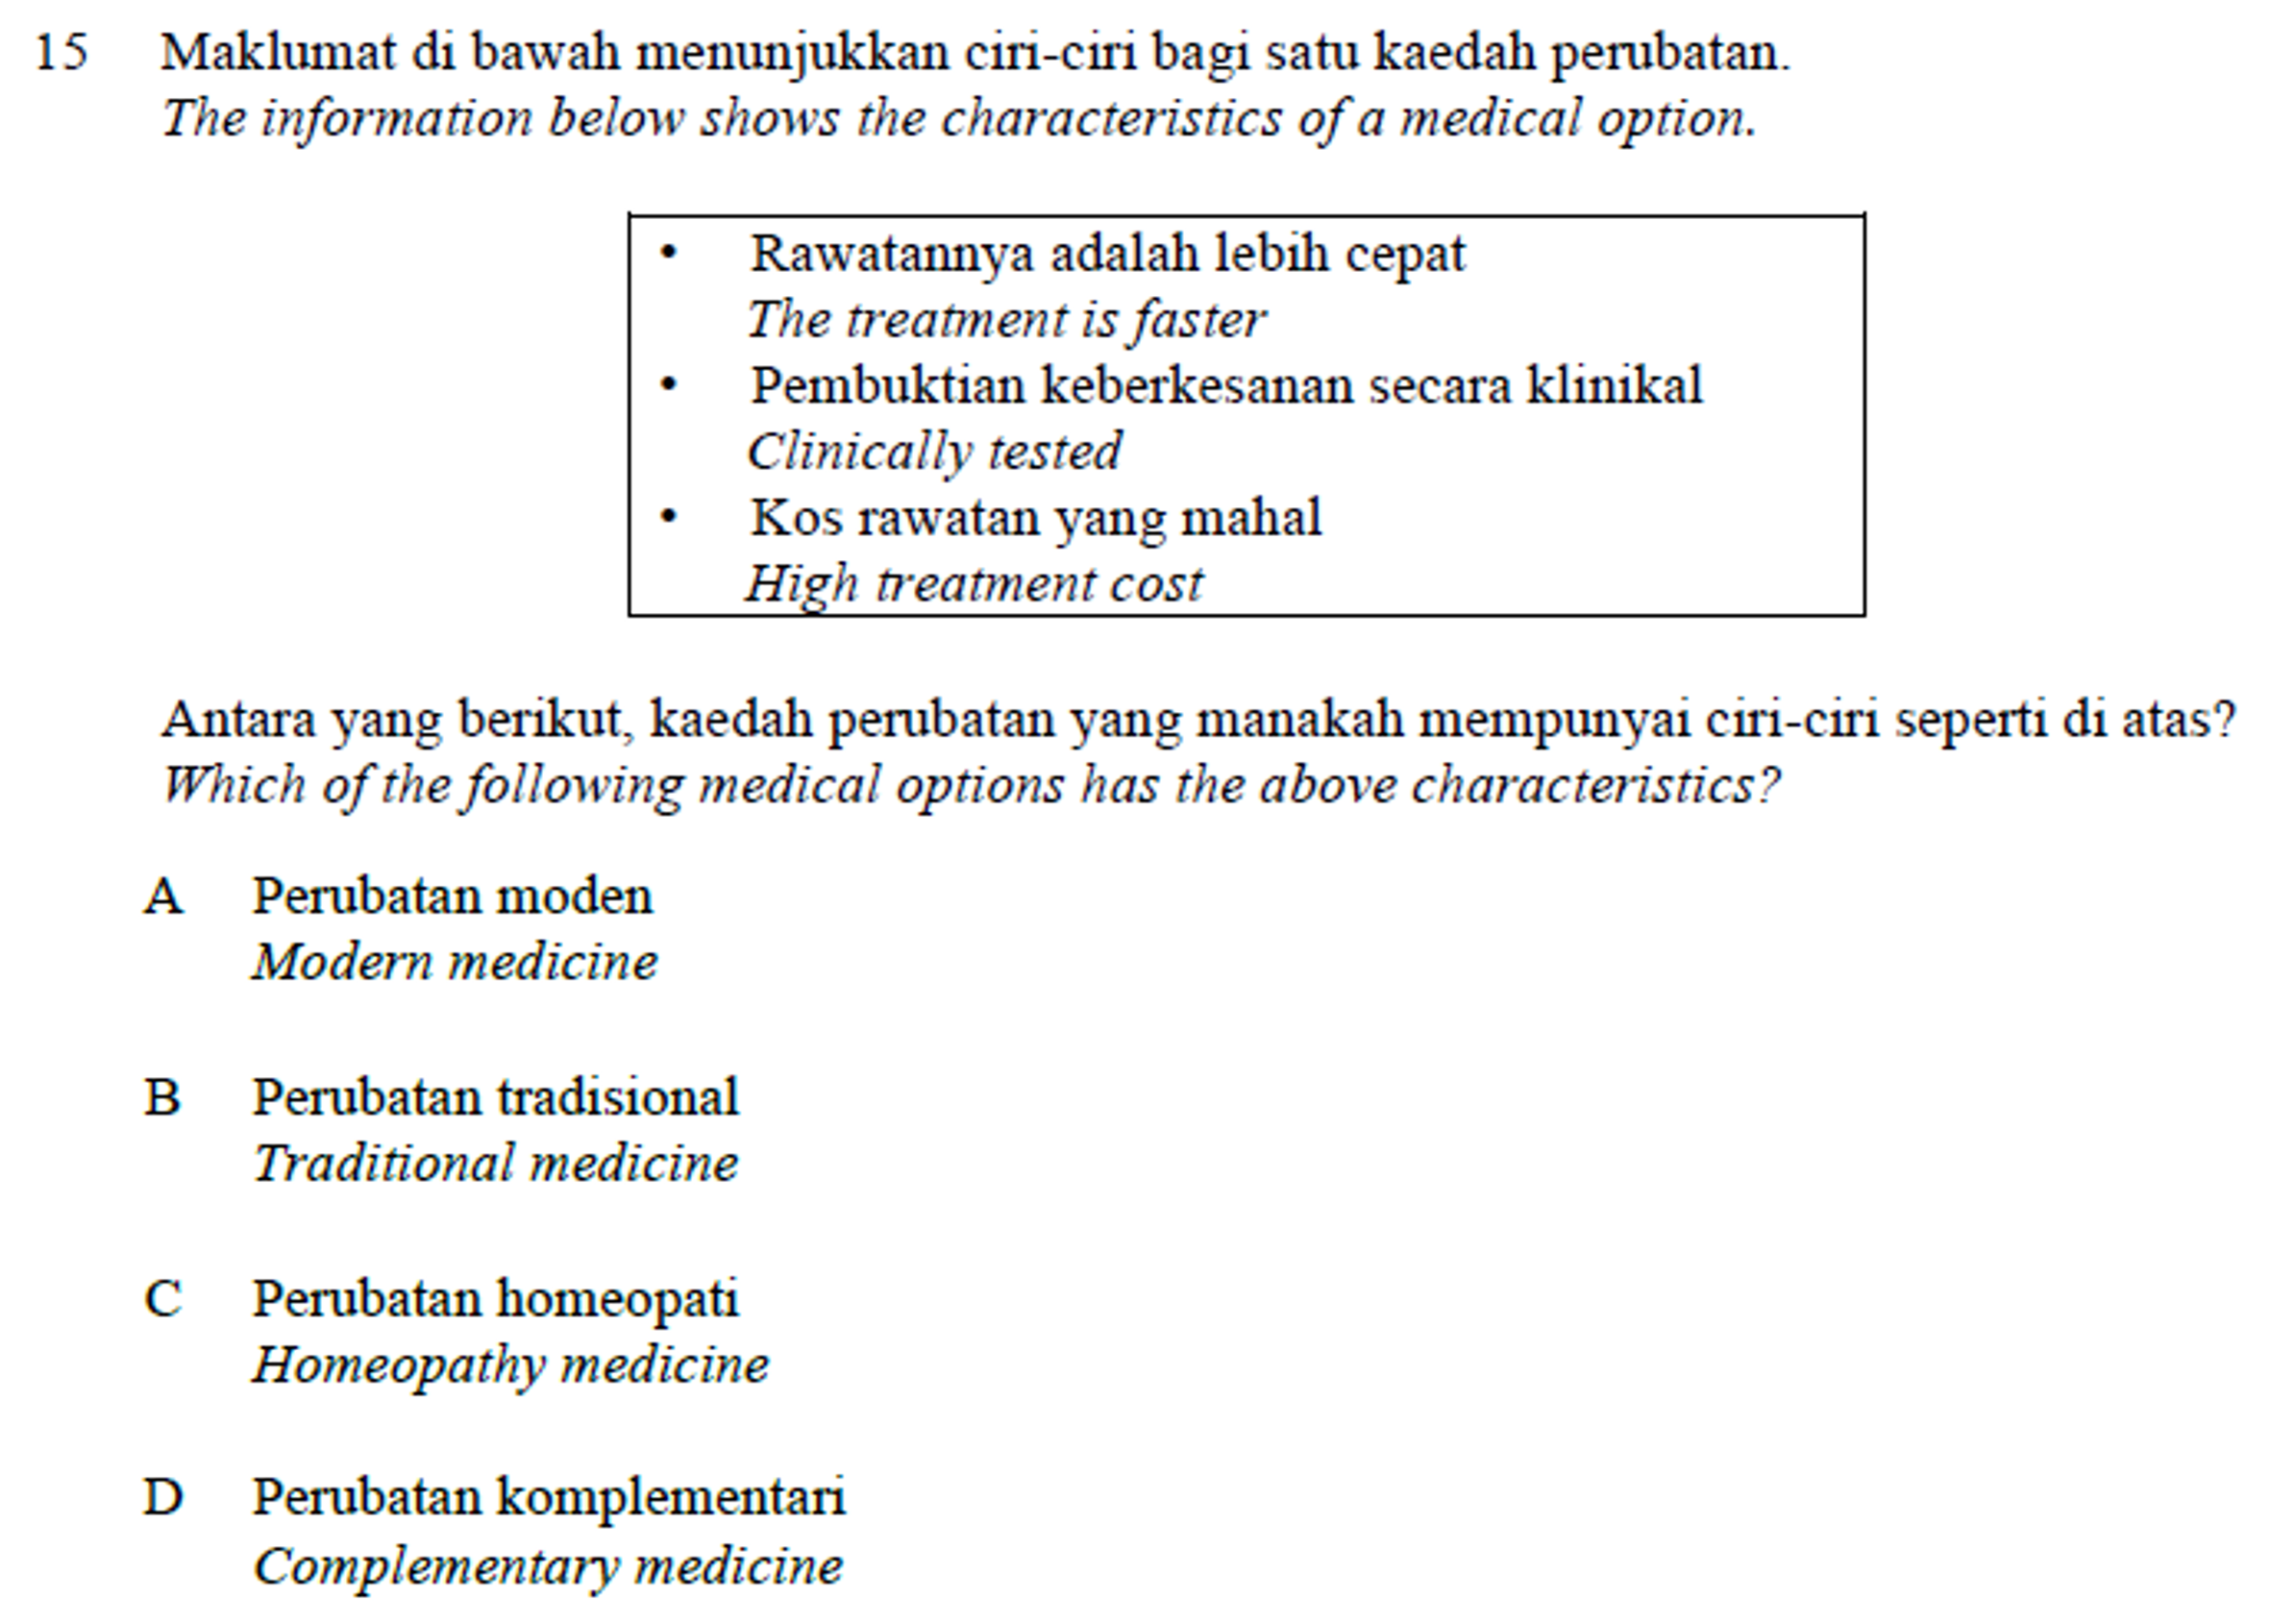 15 Maklumat di bawah menunjukkan ciri-ciri bagi satu kaedah perubatan.
The information below shows the characteristics of a medical option.
• Rawatannya adalah lebih cepat
The treatment is faster
• Pembuktian keberkesanan secara klinikal
Clinically tested
• Kos rawatan yang mahal
High treatment cost
Antara yang berikut, kaedah perubatan yang manakah mempunyai ciri-ciri seperti di atas?
Which of the following medical options has the above characteristics?
A Perubatan moden
Modern medicine
B Perubatan tradisional
Traditional medicine
C Perubatan homeopati
Homeopathy medicine
D Perubatan komplementari
Complementary medicine